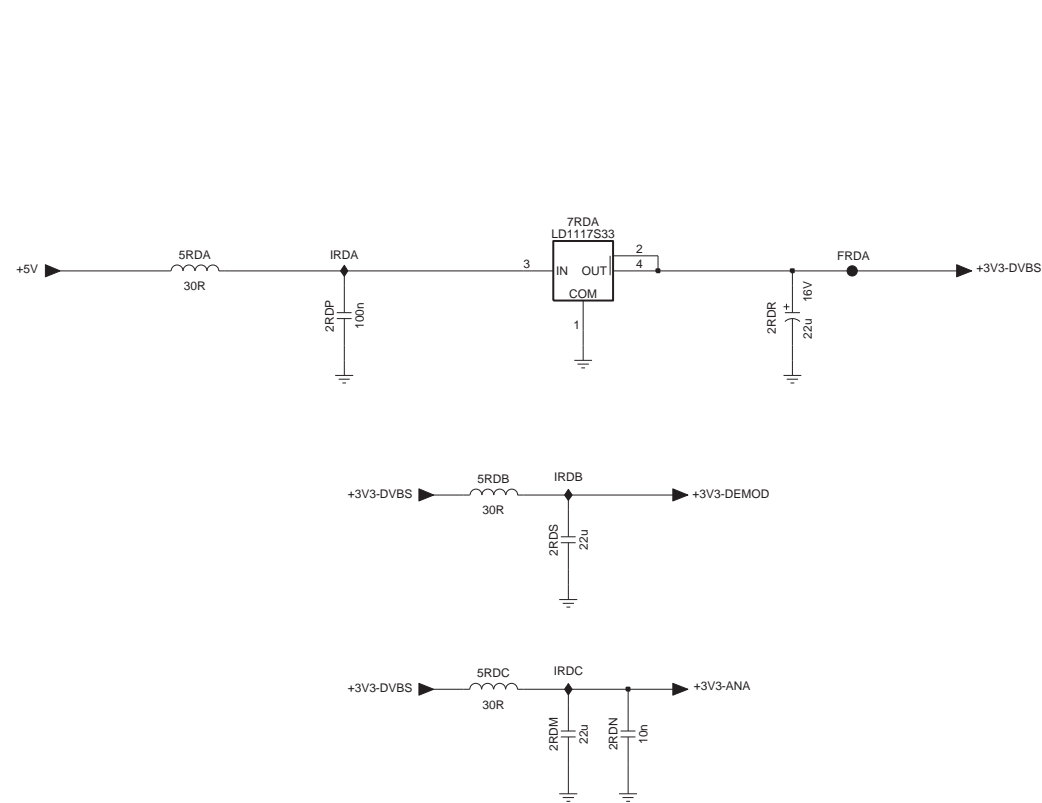 7RDA
LD1117S33
+5V
5RDA
30R
IRDA
2RDP
100n
3
IN
OUT
COM
2
4
1
2RDR
16V
+
22u
FRDA
+3V3-DVBS
+3V3-DVBS
5RDB
30R
IRDB
2RDS
22u
+3V3-DEMOD
+3V3-DVBS
5RDC
30R
IRDC
2RDM
22u
2RDN
10n
+3V3-ANA